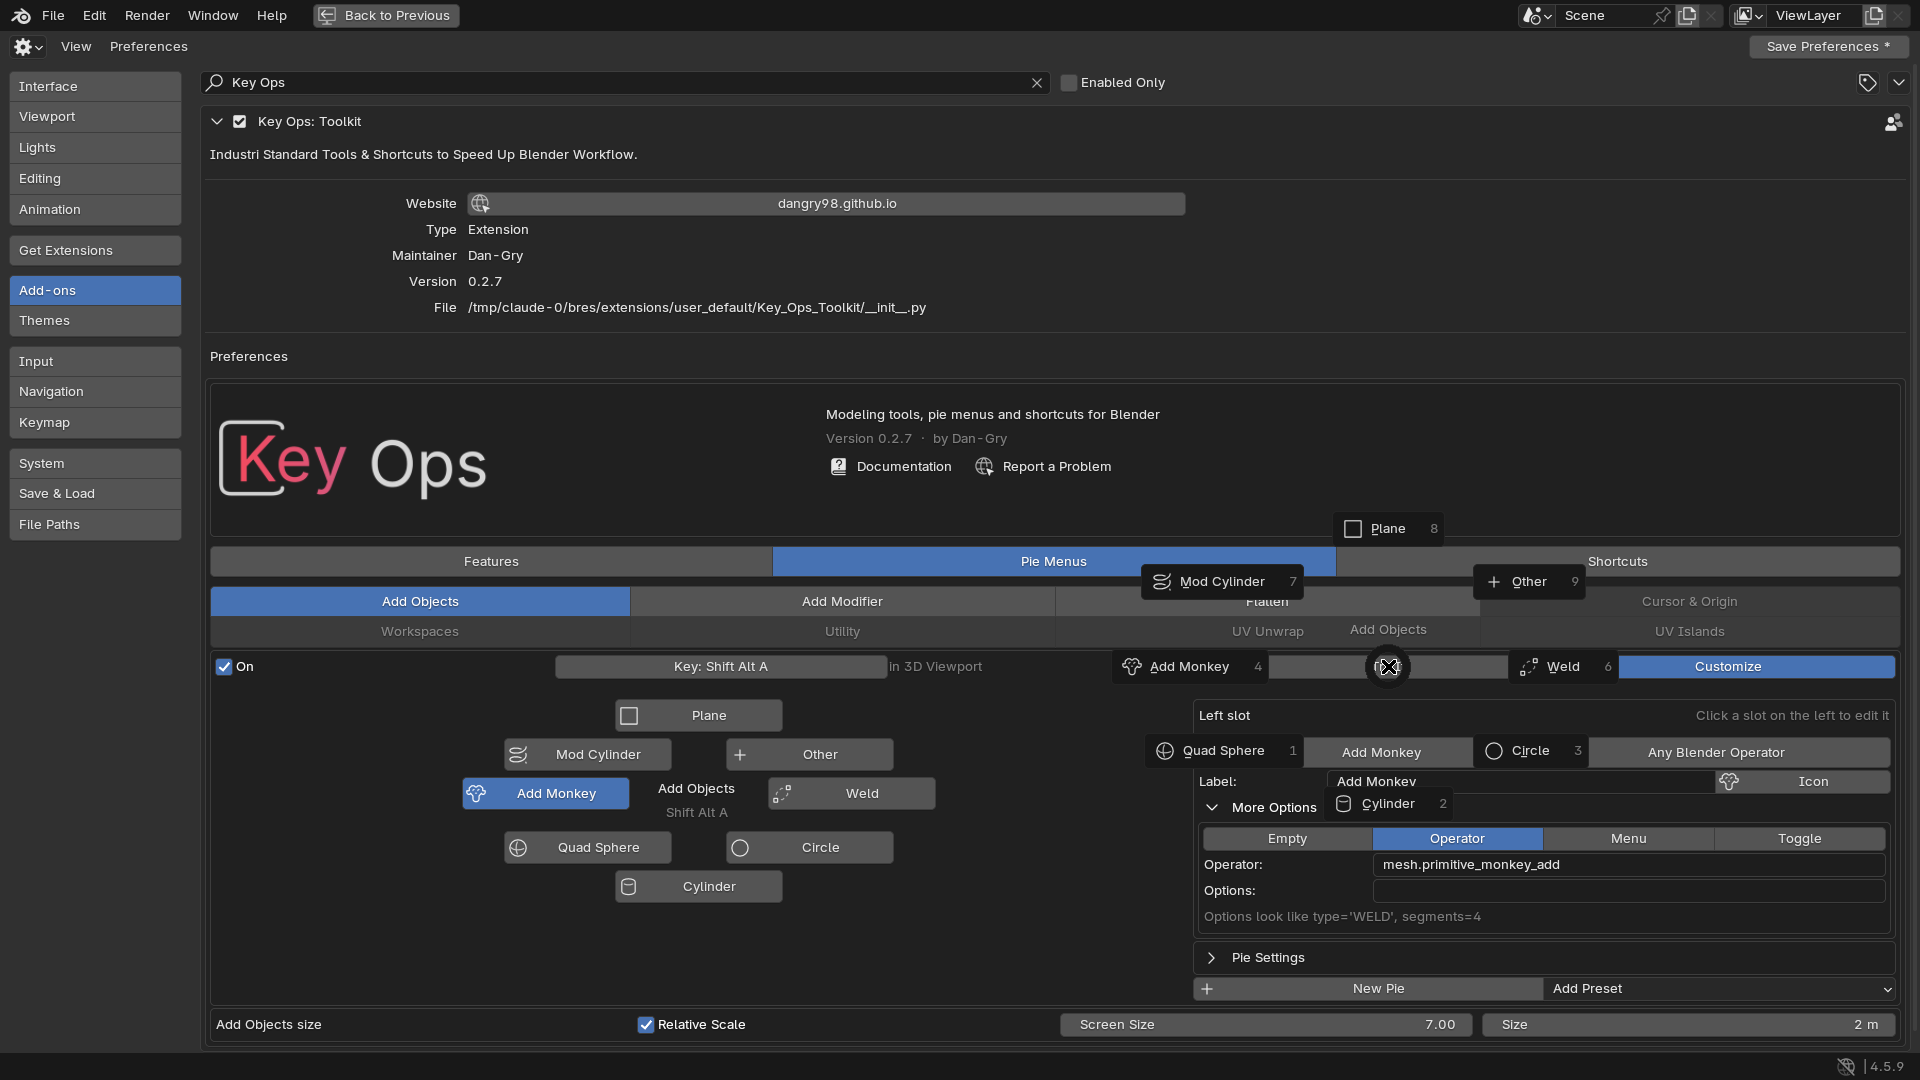 File Edit Render Window Help Back to Previous Scene ViewLayer
View Preferences Save Preferences *
Interface
Viewport
Lights
Editing
Animation
Get Extensions
Add-ons
Themes
Input
Navigation
Keymap
System
Save & Load
File Paths
Key Ops Enabled Only
Key Ops: Toolkit
Industri Standard Tools & Shortcuts to Speed Up Blender Workflow.
Website dangry98.github.io
Type Extension
Maintainer Dan-Gry
Version 0.2.7
File /tmp/claude-0/bres/extensions/user_default/Key_Ops_Toolkit/__init__.py
Preferences
Key Ops
Modeling tools, pie menus and shortcuts for Blender
Version 0.2.7 · by Dan-Gry
Documentation Report a Problem
Plane 8
Features Pie Menus Shortcuts
Mod Cylinder 7 Other 9
Add Objects Add Modifier Flatten Cursor & Origin
Workspaces Utility UV Unwrap Add Objects UV Islands
On Key: Shift Alt A in 3D Viewport Add Monkey 4 Weld 6 Customize
Plane
Mod Cylinder Other
Add Monkey Add Objects Weld
Shift Alt A
Quad Sphere Circle
Cylinder
Left slot Click a slot on the left to edit it
Quad Sphere 1 Add Monkey Circle 3 Any Blender Operator
Label: Add Monkey Icon
More Options Cylinder 2
Empty Operator Menu Toggle
Operator: mesh.primitive_monkey_add
Options:
Options look like type='WELD', segments=4
Pie Settings
New Pie Add Preset
Add Objects size Relative Scale Screen Size 7.00 Size 2 m
4.5.9